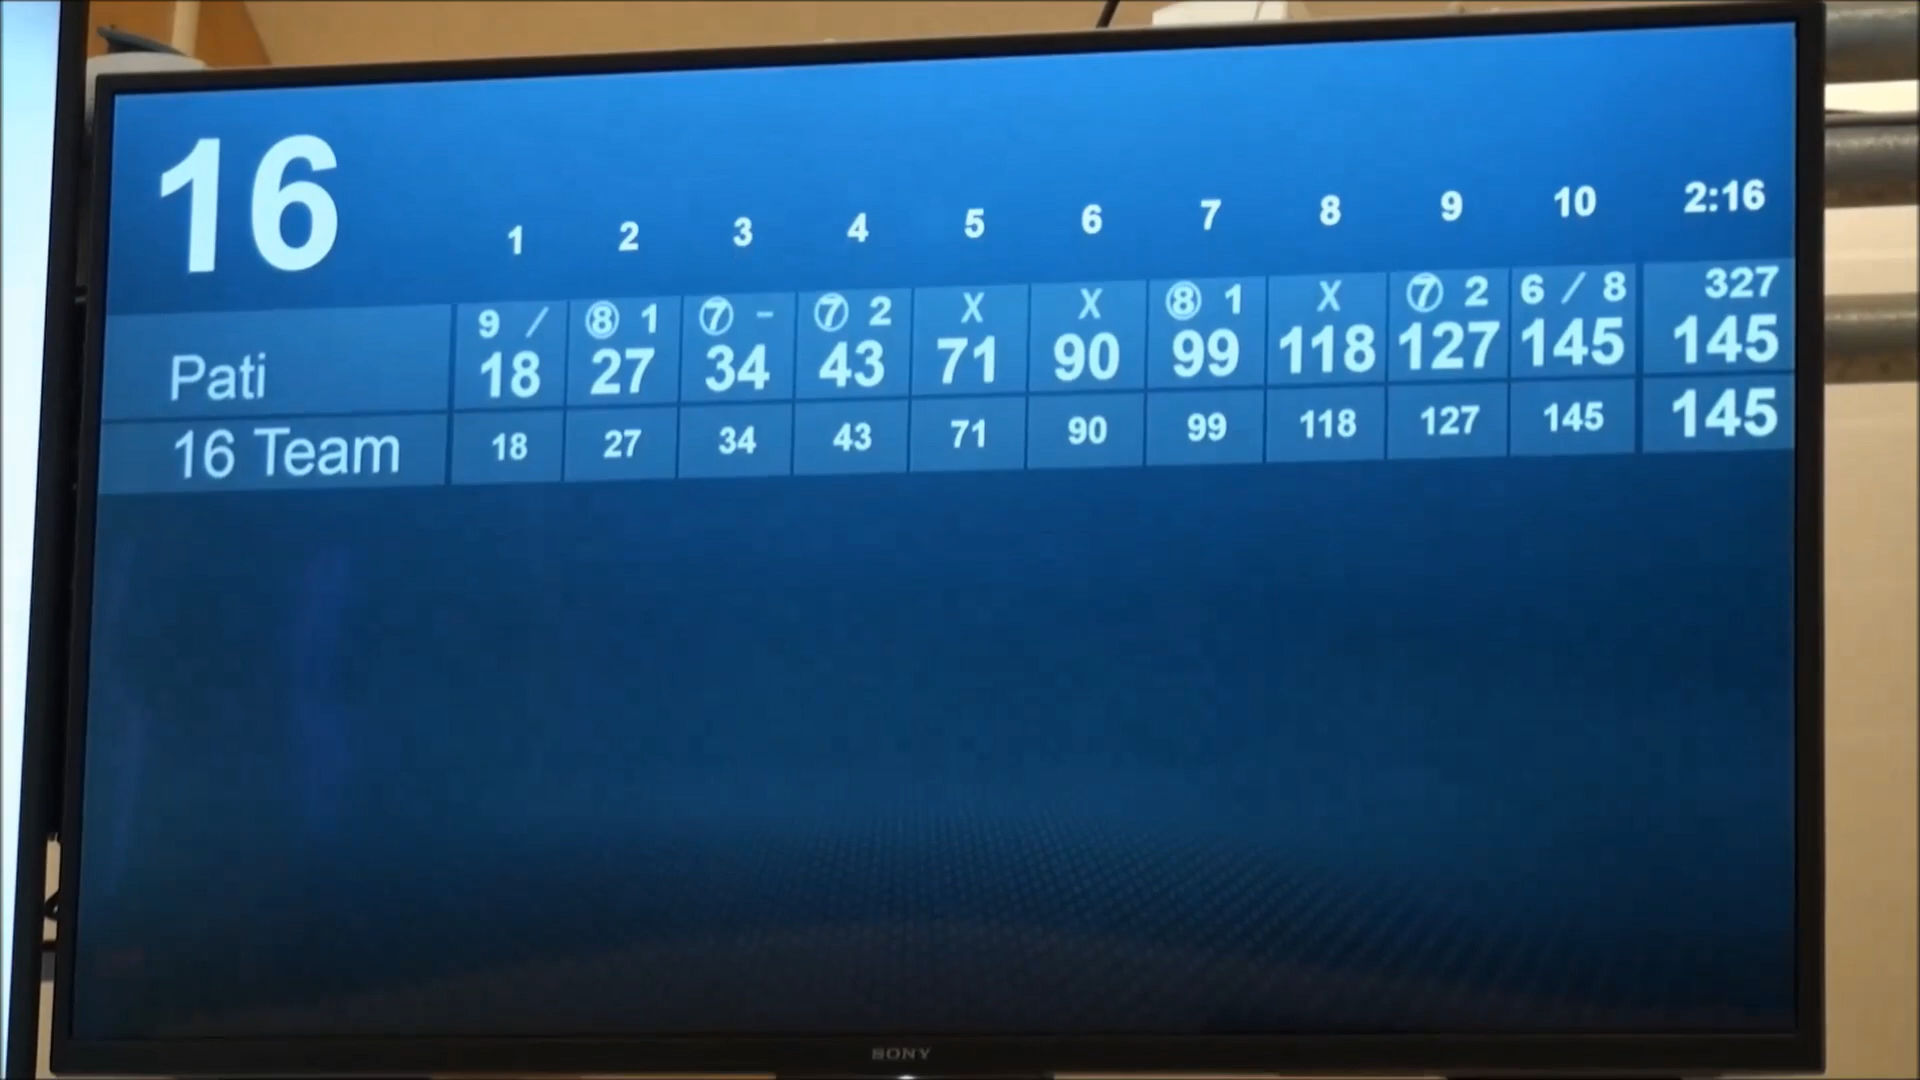 16
1 2 3 4 5 6 7 8 9 10 2:16
9 / ⑧ 1 ⑦ - ⑦ 2 X X ⑧ 1 X ⑦ 2 6 / 8 327
Pati 18 27 34 43 71 90 99 118 127 145 145
16 Team 18 27 34 43 71 90 99 118 127 145 145
SONY